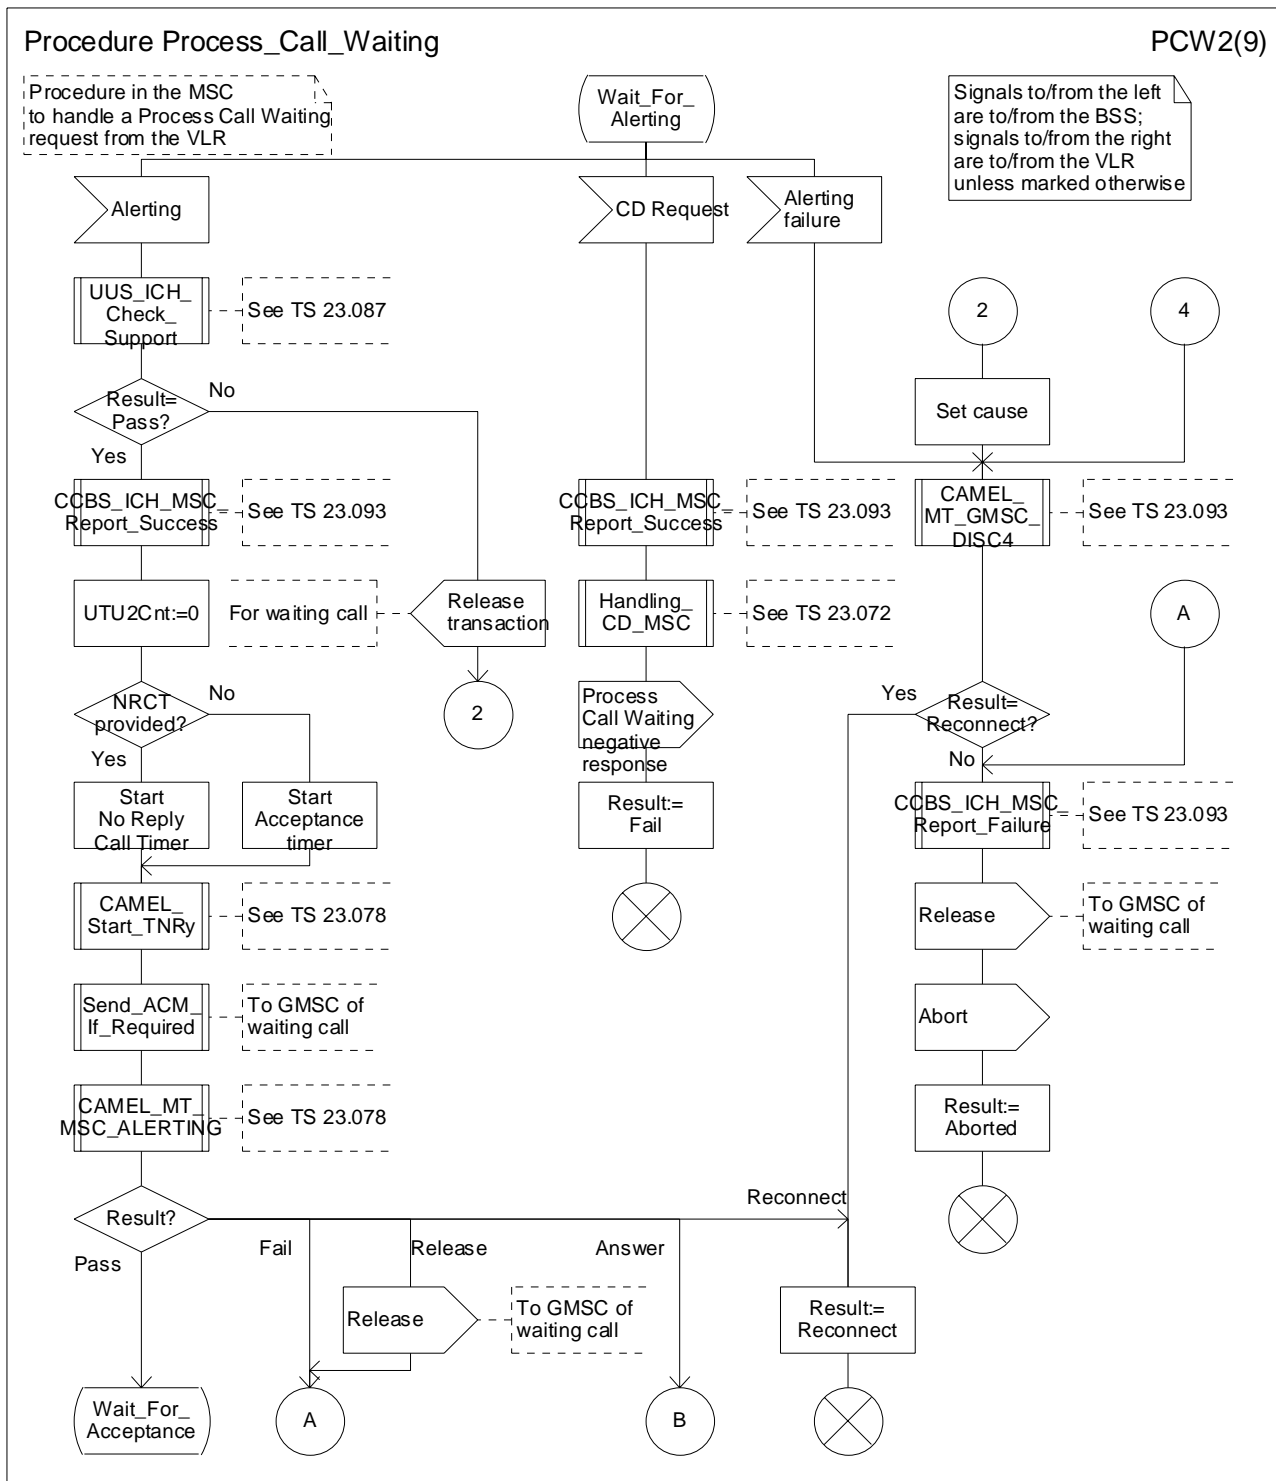 Procedure Process_Call_Waiting
PCW2(9)
Procedure in the MSC
to handle a Process Call Waiting
request from the VLR
Wait_For_
Alerting
Signals to/from the left
are to/from the BSS;
signals to/from the right
are to/from the VLR
unless marked otherwise
Alerting
CD Request
Alerting
failure
UUS_ICH_
Check_
Support
See TS 23.087
2
4
Result=
Pass?
No
Yes
Set cause
CCBS_ICH_MSC_
Report_Success
See TS 23.093
CCBS_ICH_MSC_
Report_Success
See TS 23.093
CAMEL_
MT_GMSC_
DISC4
See TS 23.093
UTU2Cnt:=0
For waiting call
Release
transaction
Handling_
CD_MSC
See TS 23.072
A
NRCT
provided?
No
Yes
2
Process
Call Waiting
negative
response
Yes
Result=
Reconnect?
No
Start
No Reply
Call Timer
Start
Acceptance
timer
Result:=
Fail
CCBS_ICH_MSC_
Report_Failure
See TS 23.093
CAMEL_
Start_TNRy
See TS 23.078
Release
To GMSC of
waiting call
Send_ACM_
If_Required
To GMSC of
waiting call
Abort
CAMEL_MT_
MSC_ALERTING
See TS 23.078
Result:=
Aborted
Result?
Reconnect
Pass
Fail
Release
Answer
Release
To GMSC of
waiting call
Result:=
Reconnect
Wait_For_
Acceptance
A
B